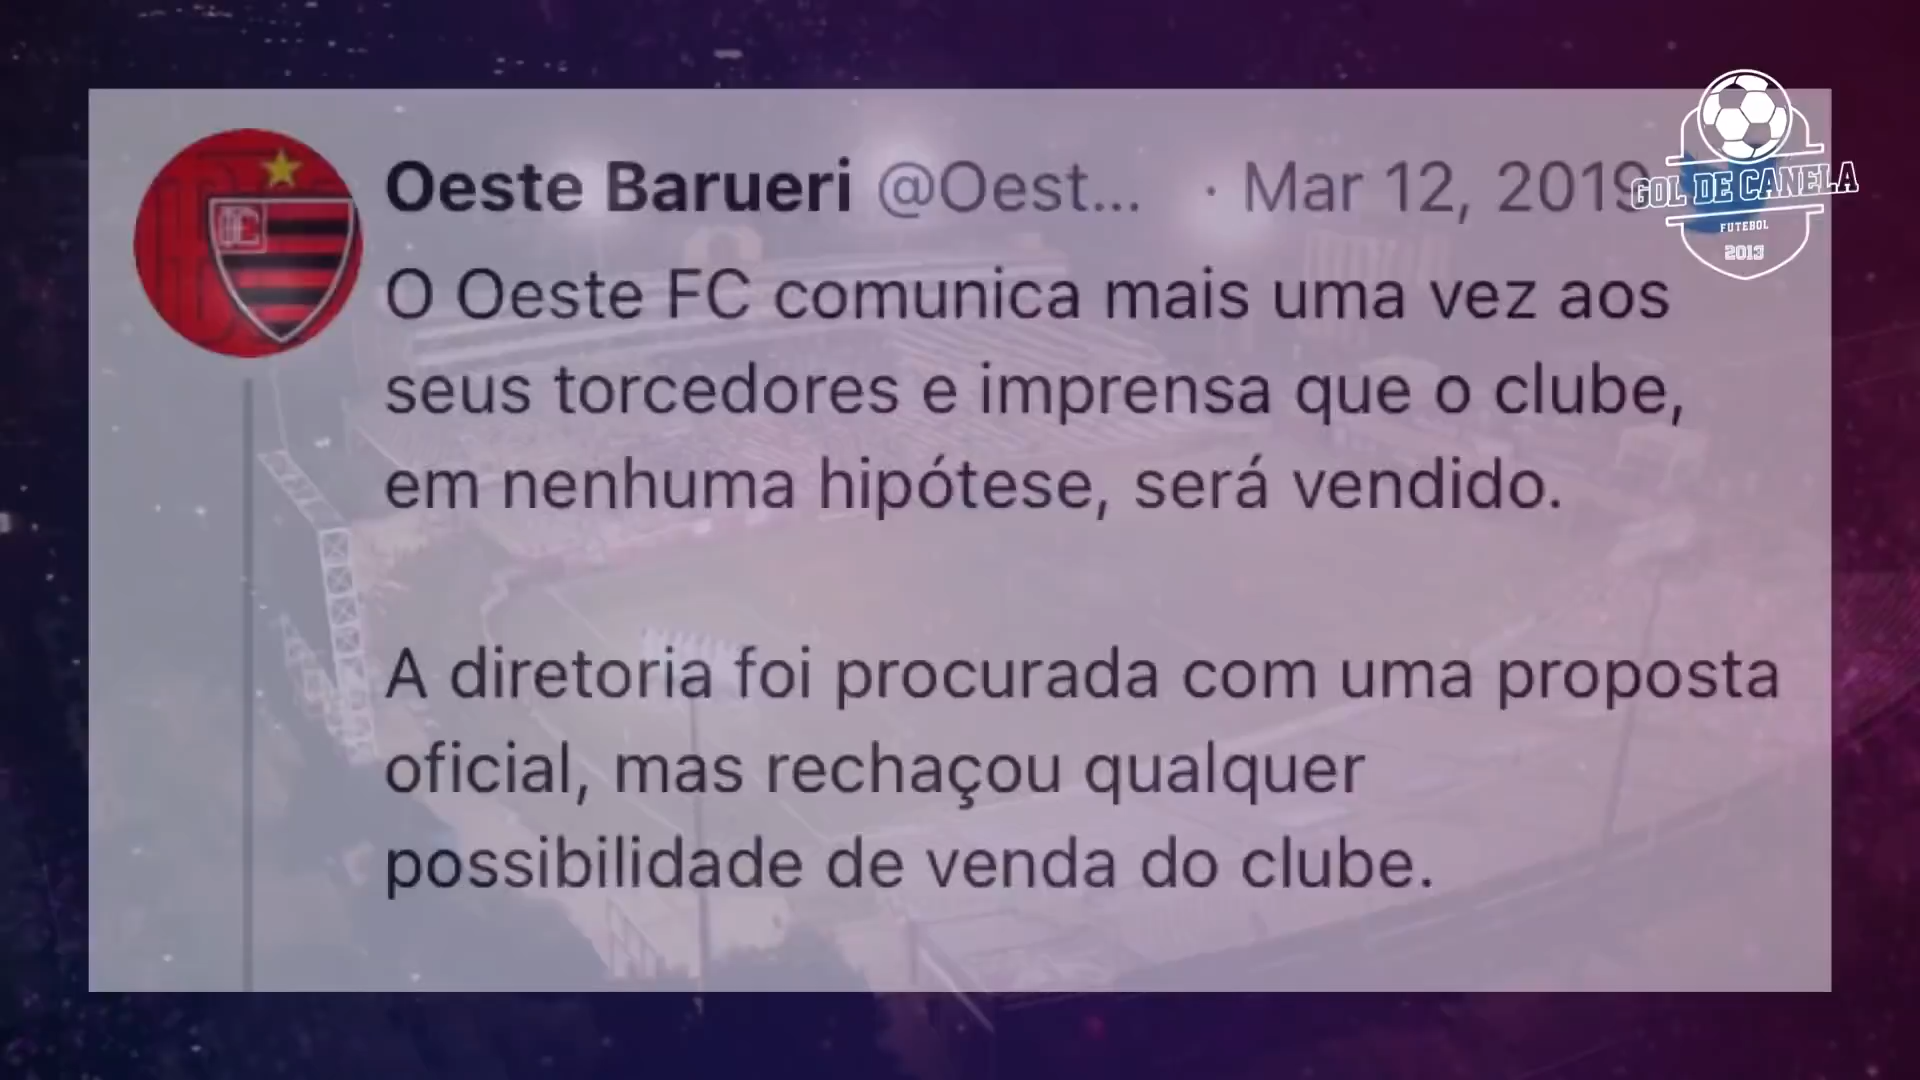 Oeste Barueri @Oest... · Mar 12, 2019
O Oeste FC comunica mais uma vez aos
seus torcedores e imprensa que o clube,
em nenhuma hipótese, será vendido.
A diretoria foi procurada com uma proposta
oficial, mas rechaçou qualquer
possibilidade de venda do clube.
GOL DE CANELA
FUTEBOL
2013